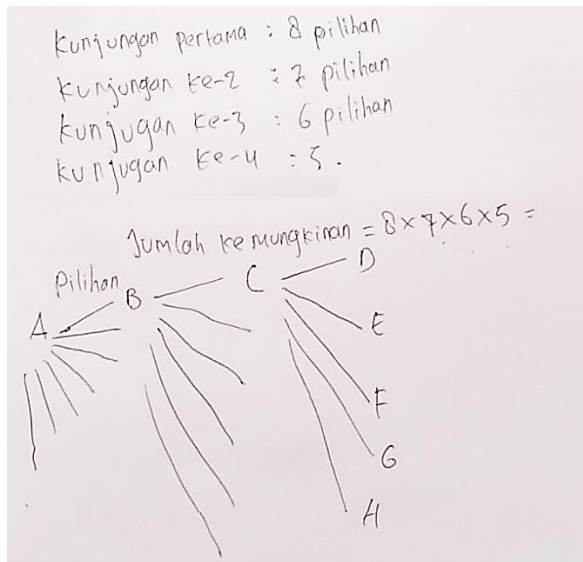 Kunjungan pertama : 8 pilihan
Kunjungan ke-2 : 7 pilihan
Kunjugan ke-3 : 6 pilihan
Kunjugan ke-4 : 5.
Jumlah kemungkinan = 8×7×6×5 =
Pilihan
A
B
C
D
E
F
G
H